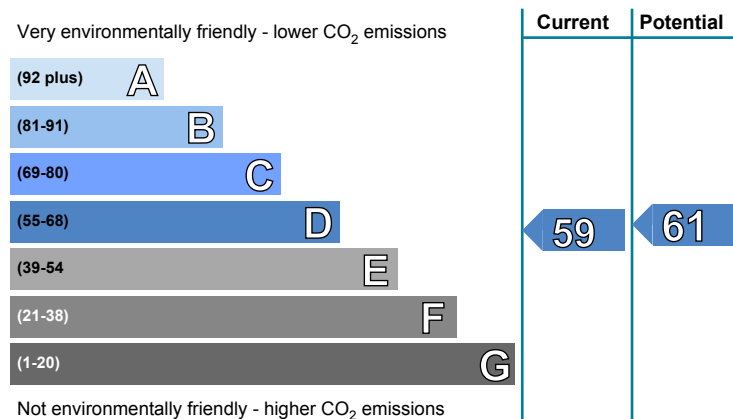 Very environmentally friendly - lower CO₂ emissions
Current
Potential
(92 plus) A
(81-91) B
(69-80) C
(55-68) D
(39-54 E
(21-38) F
(1-20) G
59
61
Not environmentally friendly - higher CO₂ emissions